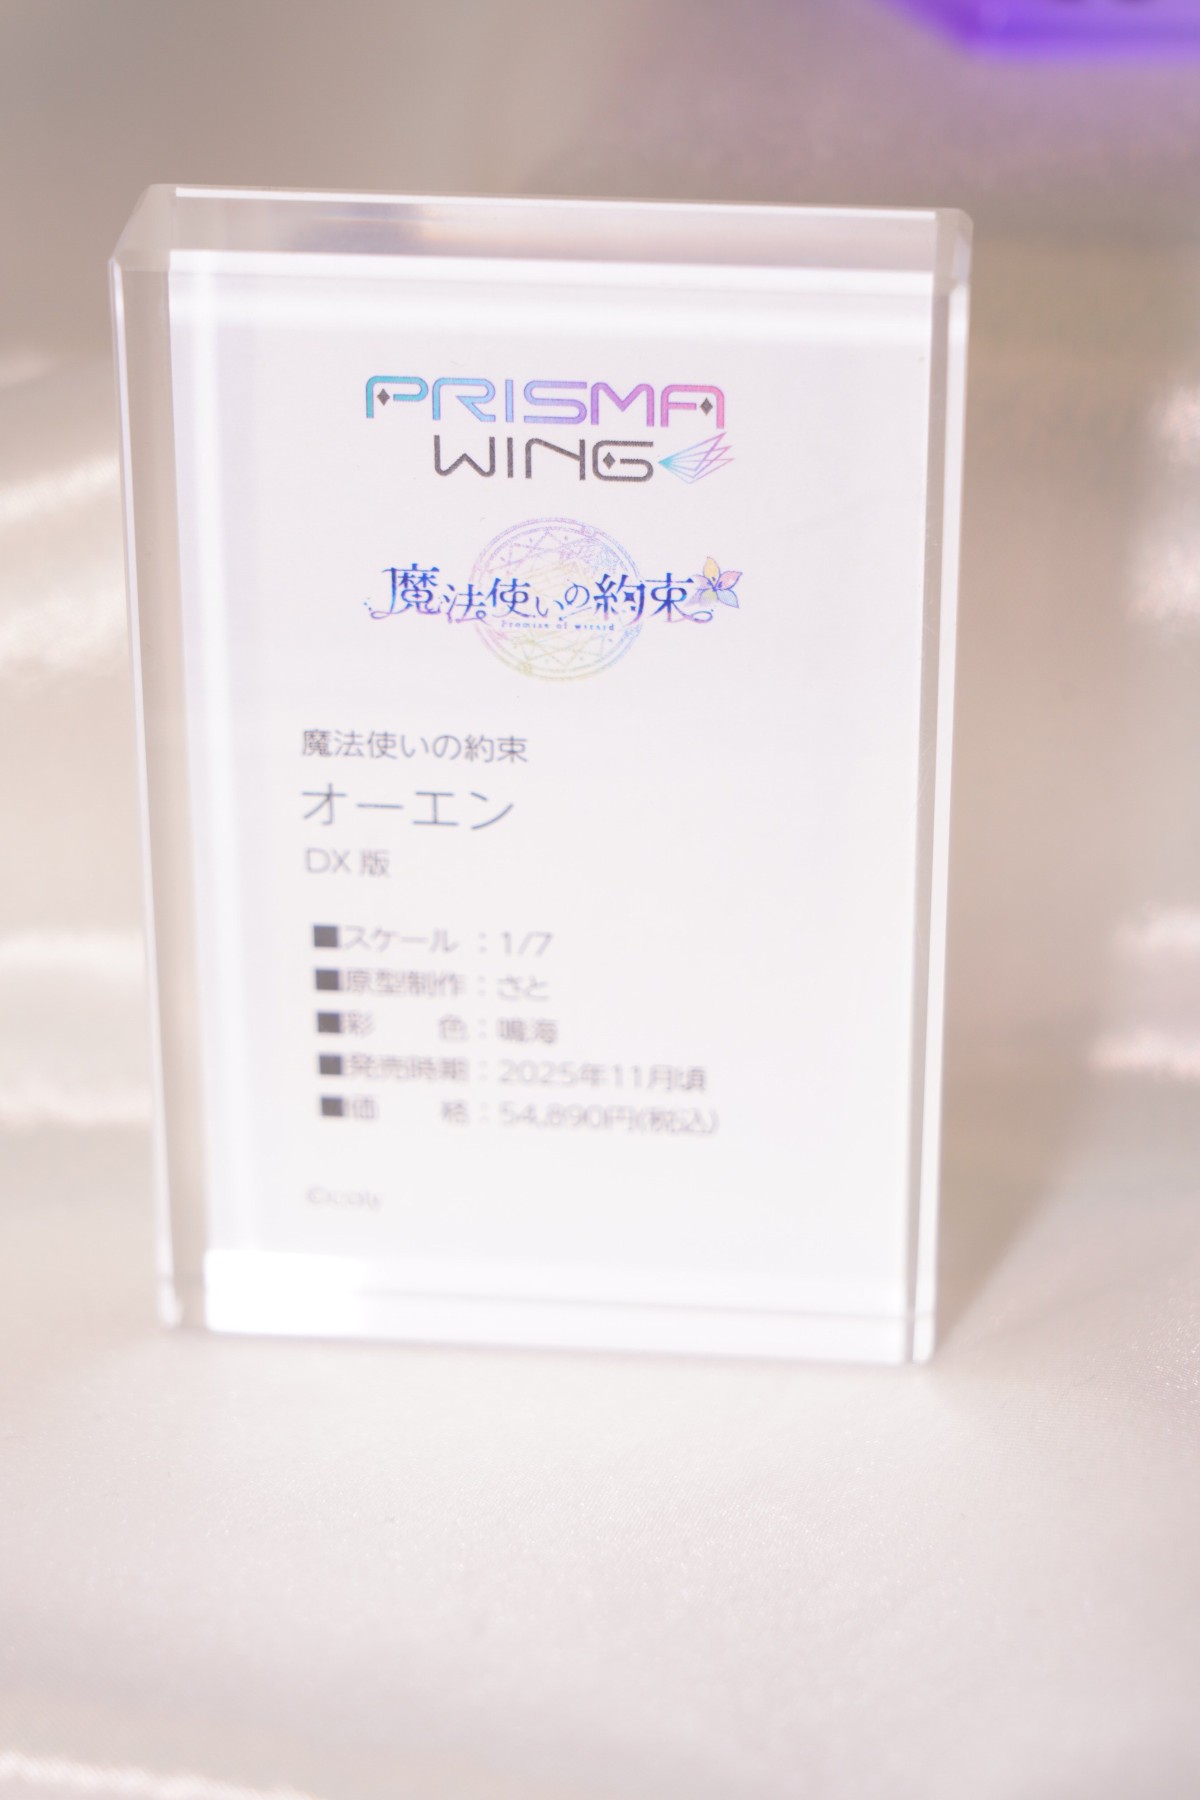 PRISMA
WING
魔法使いの約束
Promise of wizard
魔法使いの約束
オーエン
DX 版
■スケール：1/7
■原型制作：さと
■彩　　色：鳴海
■発売時期：2025年11月頃
■価　　格：54,890円(税込)
©coly